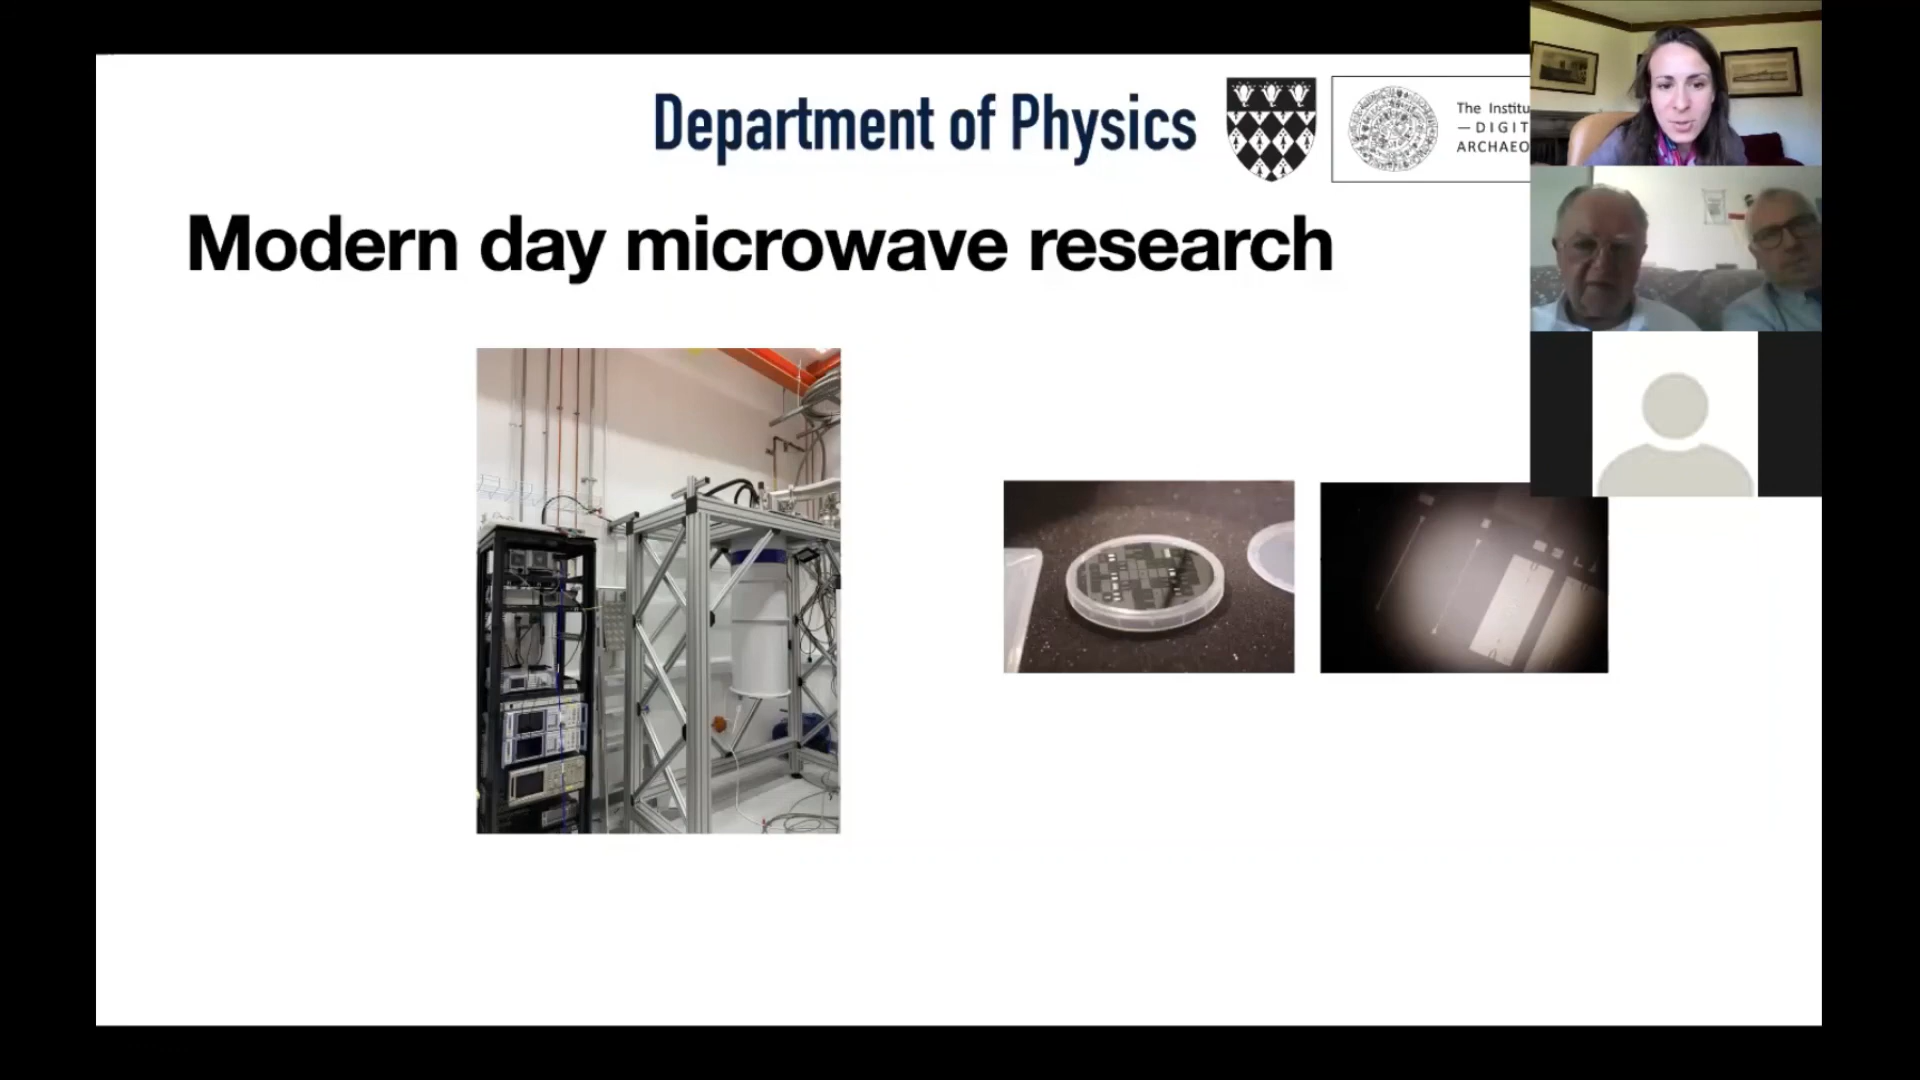 Department of Physics
The Institu
—DIGIT
ARCHAEO
Modern day microwave research